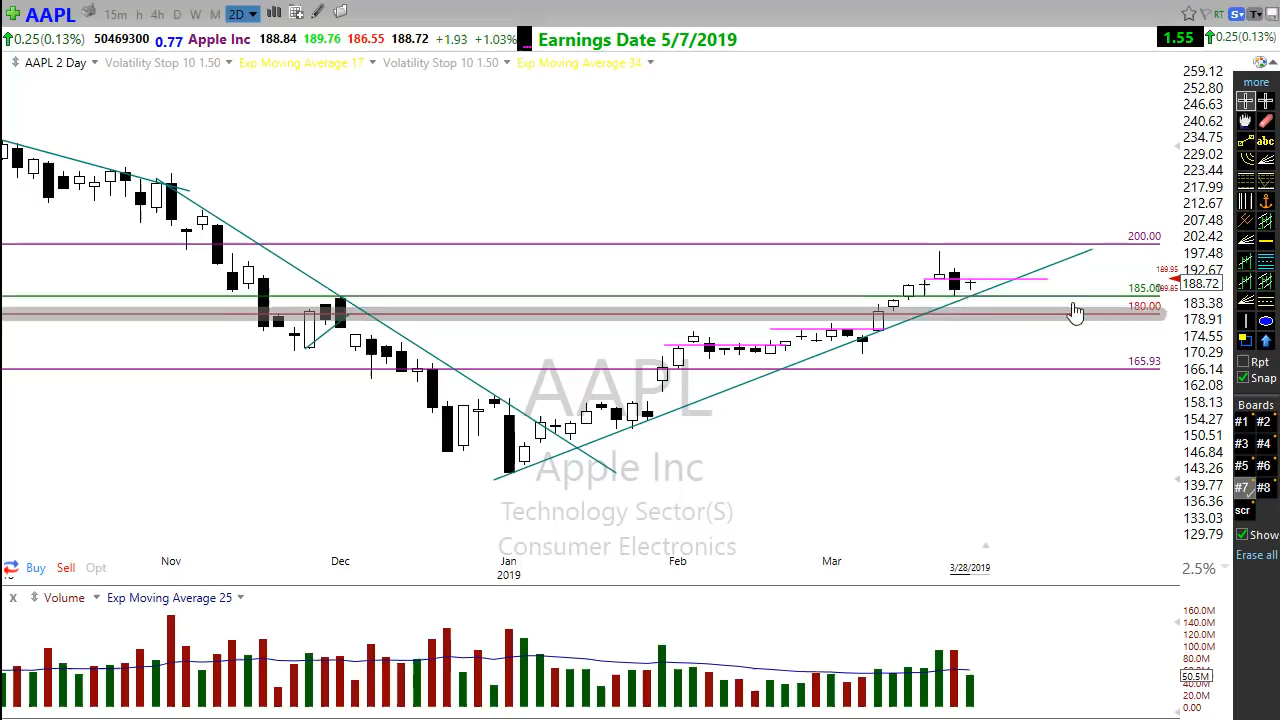 AAPL 15m h 4h D W M 2D RT S T
0.25(0.13%) 50469300 0.77 Apple Inc 188.84 189.76 186.55 188.72 +1.93 +1.03% Earnings Date 5/7/2019 1.55 0.25(0.13%)
AAPL 2 Day Volatility Stop 10 1.50 Exp Moving Average 17 Volatility Stop 10 1.50 Exp Moving Average 34
259.12
252.80
246.63
240.62
234.75
229.02
223.44
217.99
212.67
207.48
202.42
197.48
192.67
188.72
183.38
178.91
174.55
170.29
166.14
162.08
158.13
154.27
150.51
146.84
143.26
139.77
136.36
133.03
129.79
200.00
189.95
185.00
189.85
180.00
165.93
AAPL
Apple Inc
Technology Sector(S)
Consumer Electronics
Nov Dec Jan Feb Mar
2019 3/28/2019
Buy Sell Opt
2.5%
X Volume Exp Moving Average 25
160.0M
140.0M
120.0M
100.0M
80.0M
50.5M
40.0M
20.0M
0.00
more
abc
Rpt
Snap
Boards
#1 #2
#3 #4
#5 #6
#7 #8
scr
Show
Erase all